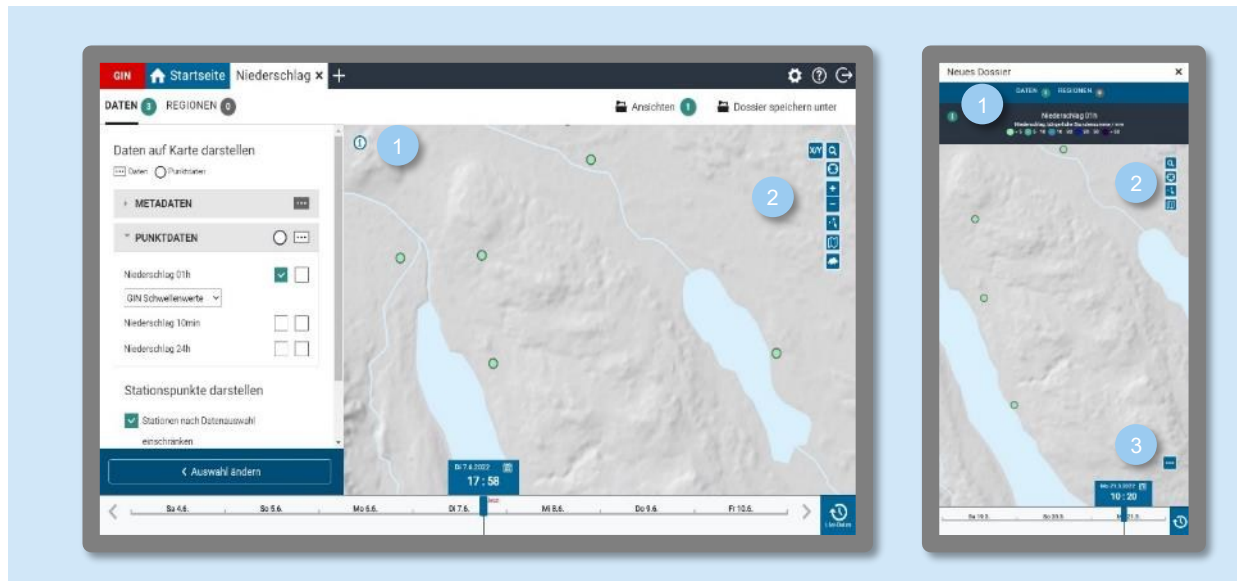 GIN Startseite Niederschlag × +
DATEN 3 REGIONEN 0
Ansichten 1 Dossier speichern unter
Daten auf Karte darstellen
Daten Punktdaten
METADATEN
PUNKTDATEN
Niederschlag 01h
GIN Schwellenwerte
Niederschlag 10min
Niederschlag 24h
Stationspunkte darstellen
Stationen nach Datenauswahl
einschränken
Auswahl ändern
1
X/Y
2
Di 7.6.2022
17 : 58
Sa 4.6. So 5.6. Mo 6.6. Di 7.6. Mi 8.6. Do 9.6. Fr 10.6.
Live-Daten
Neues Dossier ×
DATEN REGIONEN
1
Niederschlag 01h
2
3
10 : 20